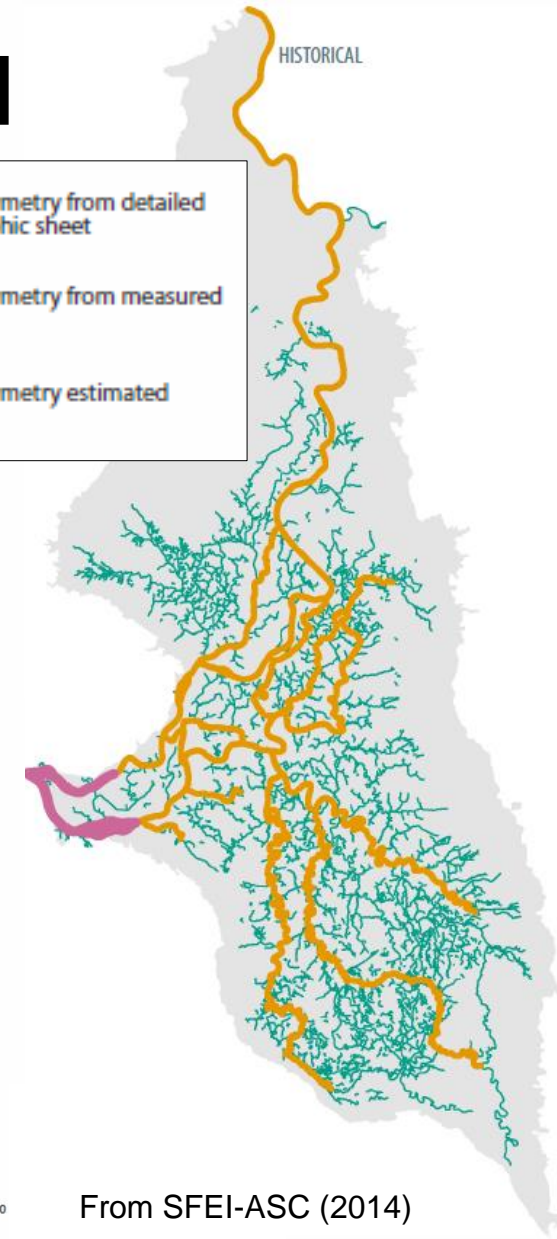 HISTORICAL
metry from detailed
hic sheet
metry from measured
metry estimated
From SFEI-ASC (2014)